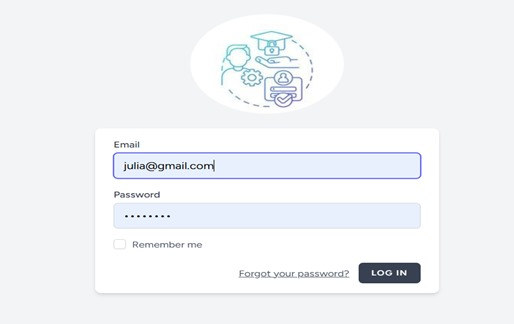 Email
julia@gmail.com
Password
••••••••
Remember me
Forgot your password? LOG IN